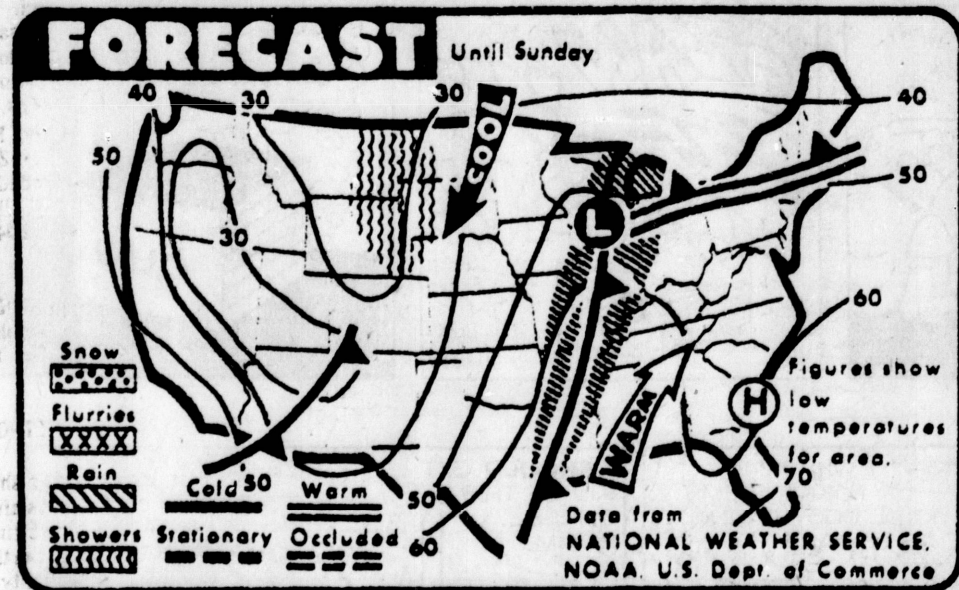 FORECAST
Until Sunday
40
30
30
COOL
40
50
50
30
L
60
Snow
Flurries
Rain
Showers
Cold
50
Warm
Stationary
Occluded
50
60
WARM
H
Figures show
low
temperatures
for area.
70
Data from
NATIONAL WEATHER SERVICE,
NOAA, U.S. Dept. of Commerce